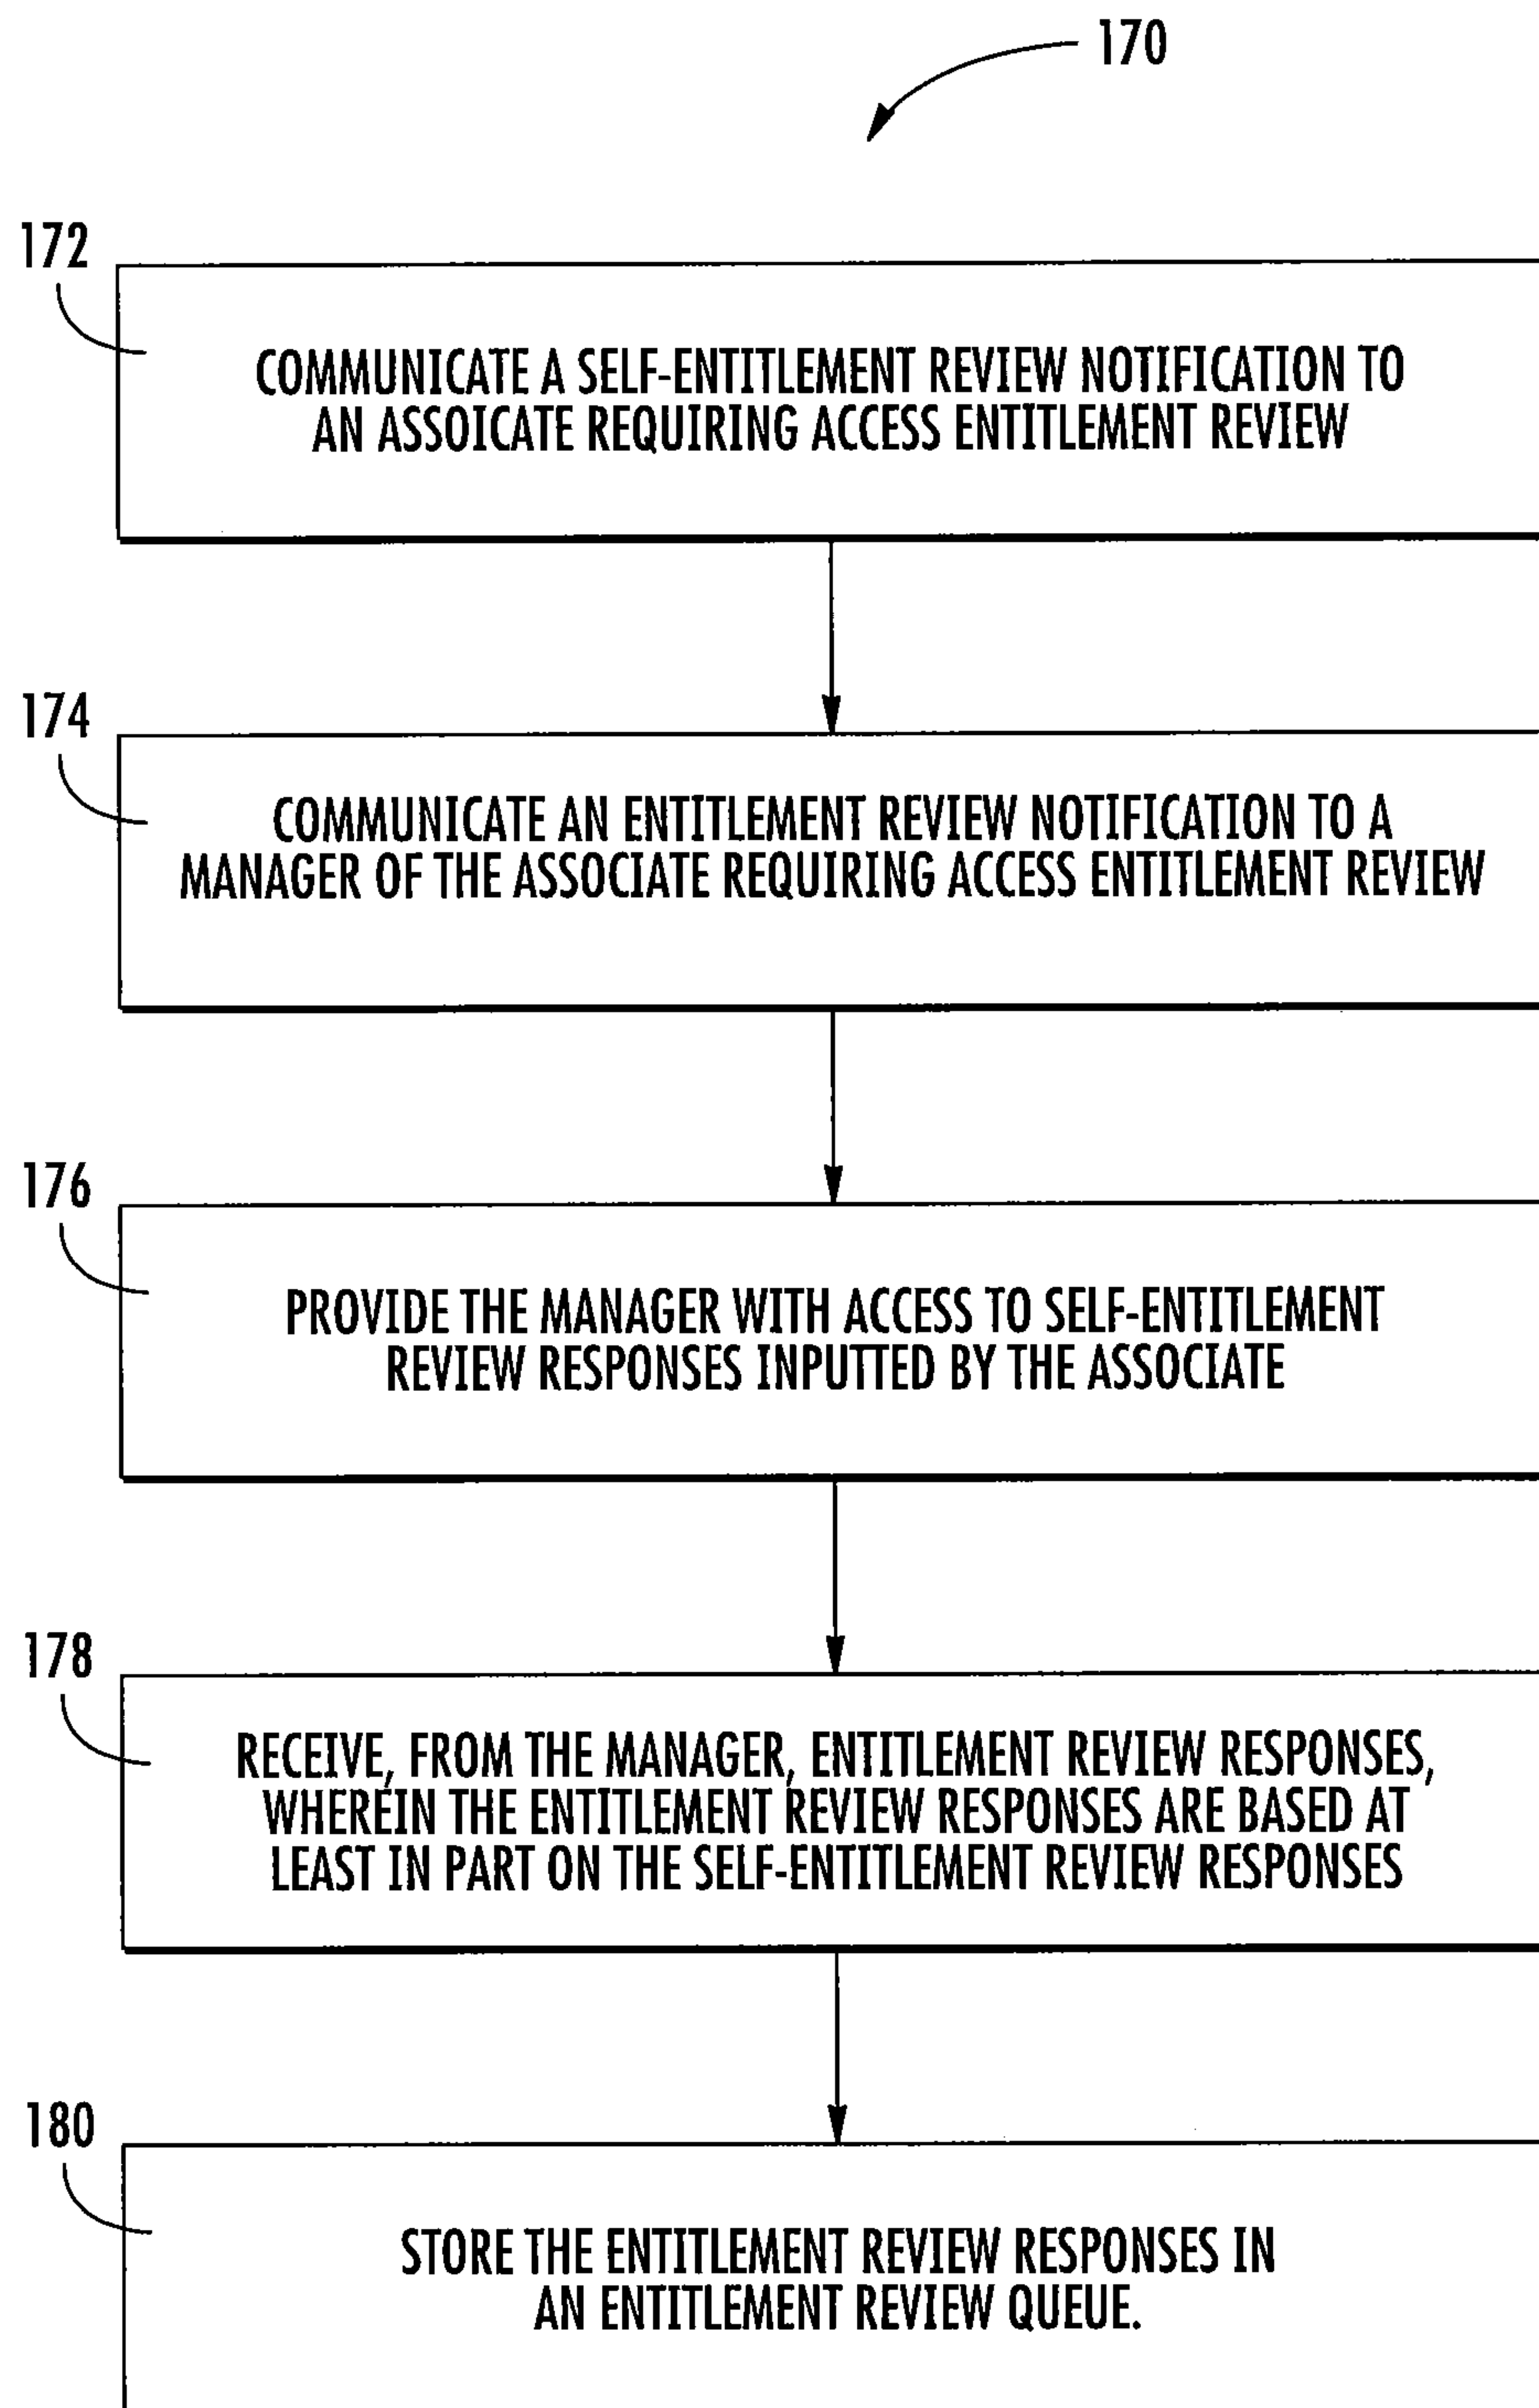 170
172
COMMUNICATE A SELF-ENTITLEMENT REVIEW NOTIFICATION TO
AN ASSOICATE REQUIRING ACCESS ENTITLEMENT REVIEW
174
COMMUNICATE AN ENTITLEMENT REVIEW NOTIFICATION TO A
MANAGER OF THE ASSOCIATE REQUIRING ACCESS ENTITLEMENT REVIEW
176
PROVIDE THE MANAGER WITH ACCESS TO SELF-ENTITLEMENT
REVIEW RESPONSES INPUTTED BY THE ASSOCIATE
178
RECEIVE, FROM THE MANAGER, ENTITLEMENT REVIEW RESPONSES,
WHEREIN THE ENTITLEMENT REVIEW RESPONSES ARE BASED AT
LEAST IN PART ON THE SELF-ENTITLEMENT REVIEW RESPONSES
180
STORE THE ENTITLEMENT REVIEW RESPONSES IN
AN ENTITLEMENT REVIEW QUEUE.